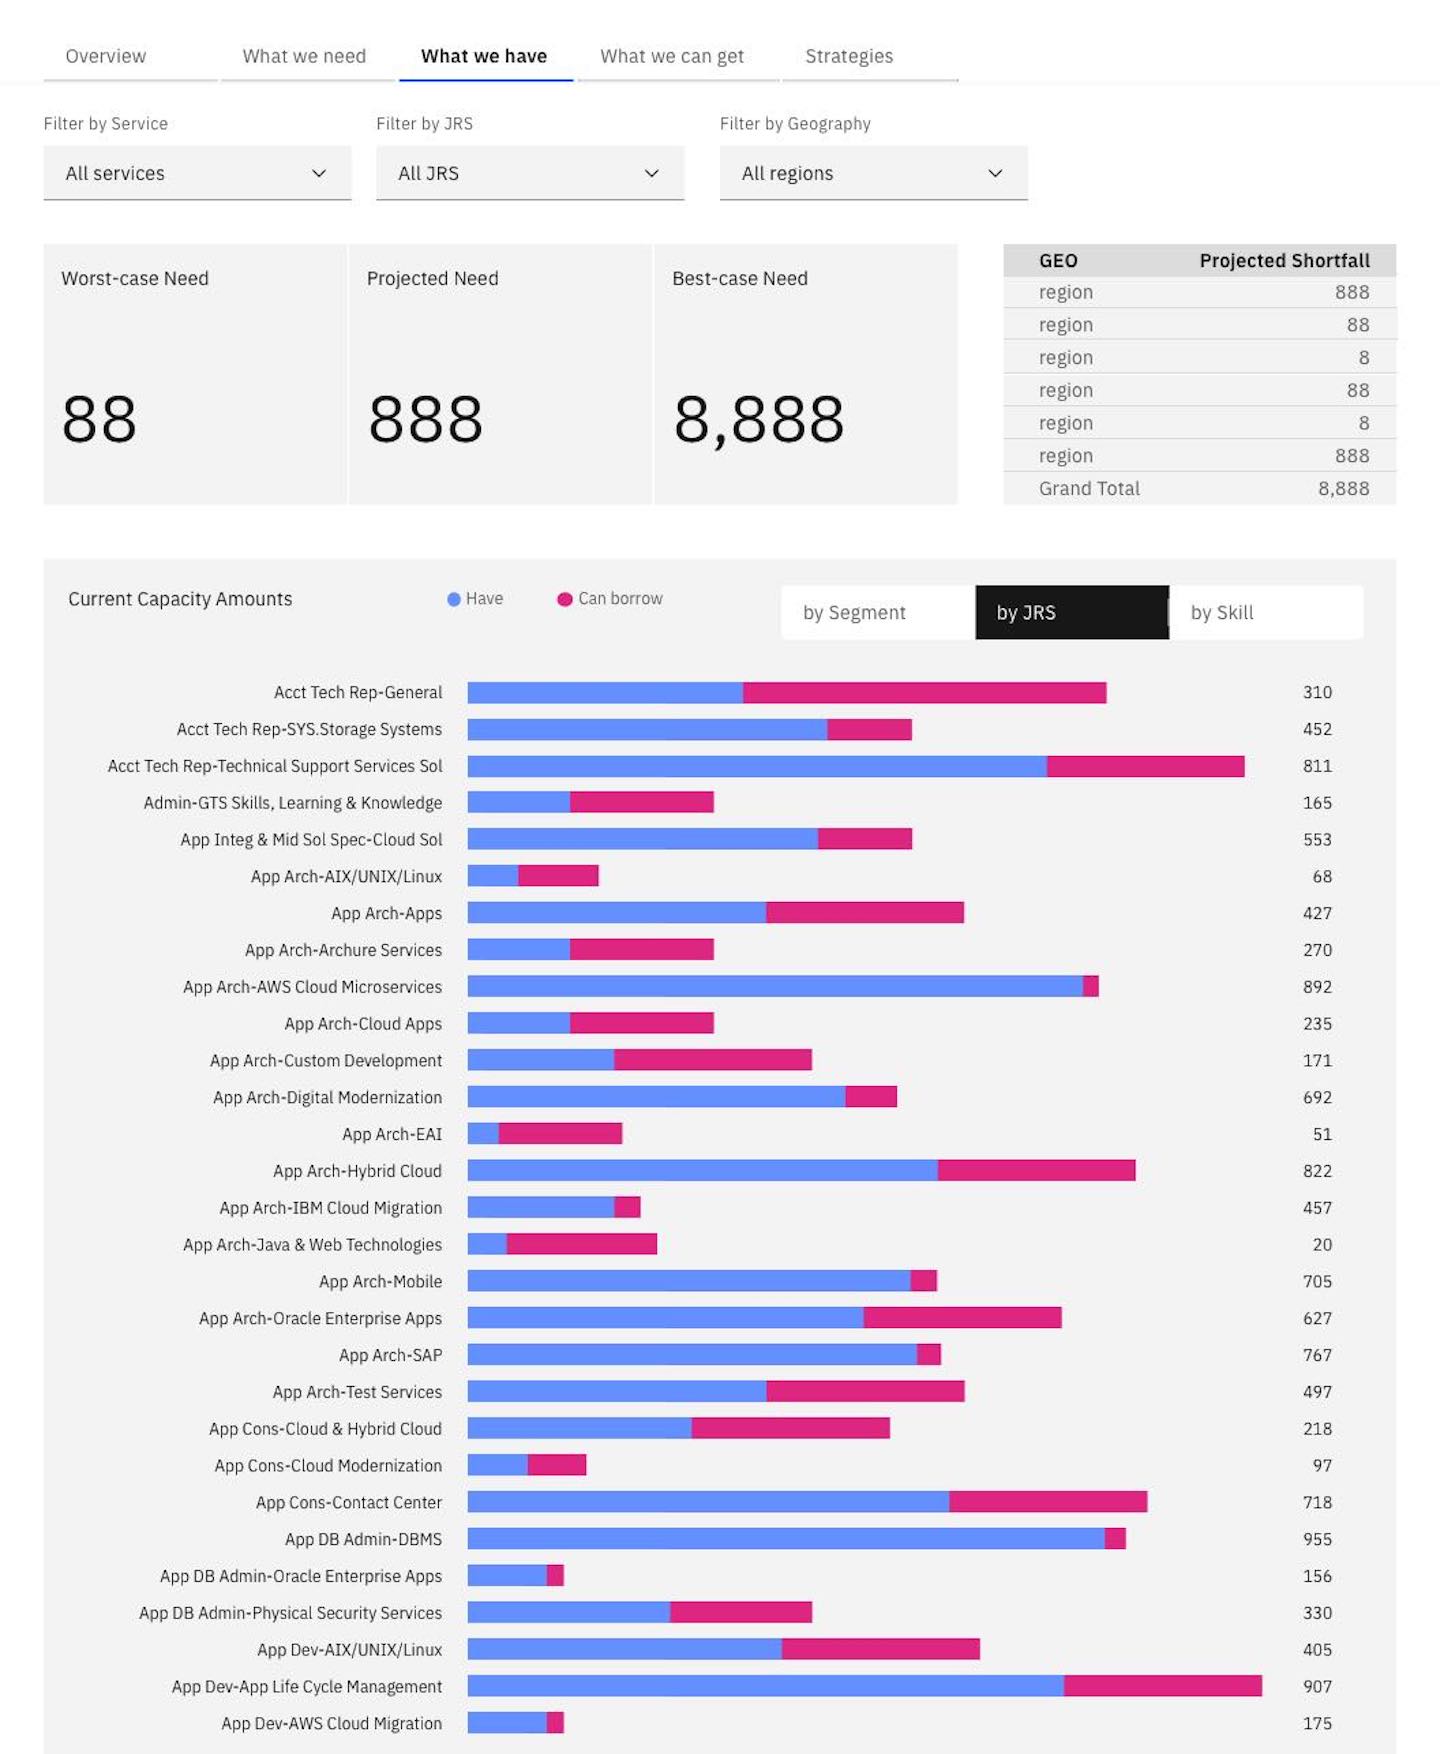 Overview What we need What we have What we can get Strategies
Filter by Service Filter by JRS Filter by Geography
All services All JRS All regions
Worst-case Need Projected Need Best-case Need
88 888 8,888
GEO Projected Shortfall
region 888
region 88
region 8
region 88
region 8
region 888
Grand Total 8,888
Current Capacity Amounts Have Can borrow by Segment by JRS by Skill
Acct Tech Rep-General 310
Acct Tech Rep-SYS.Storage Systems 452
Acct Tech Rep-Technical Support Services Sol 811
Admin-GTS Skills, Learning & Knowledge 165
App Integ & Mid Sol Spec-Cloud Sol 553
App Arch-AIX/UNIX/Linux 68
App Arch-Apps 427
App Arch-Archure Services 270
App Arch-AWS Cloud Microservices 892
App Arch-Cloud Apps 235
App Arch-Custom Development 171
App Arch-Digital Modernization 692
App Arch-EAI 51
App Arch-Hybrid Cloud 822
App Arch-IBM Cloud Migration 457
App Arch-Java & Web Technologies 20
App Arch-Mobile 705
App Arch-Oracle Enterprise Apps 627
App Arch-SAP 767
App Arch-Test Services 497
App Cons-Cloud & Hybrid Cloud 218
App Cons-Cloud Modernization 97
App Cons-Contact Center 718
App DB Admin-DBMS 955
App DB Admin-Oracle Enterprise Apps 156
App DB Admin-Physical Security Services 330
App Dev-AIX/UNIX/Linux 405
App Dev-App Life Cycle Management 907
App Dev-AWS Cloud Migration 175